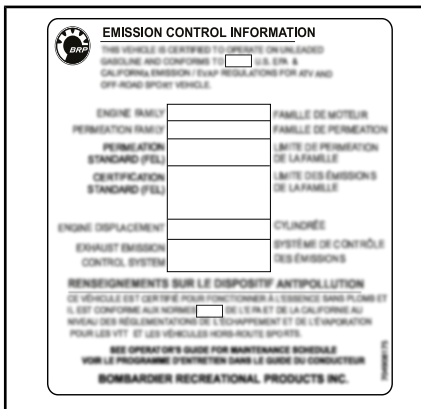 EMISSION CONTROL INFORMATION
BRP
THIS VEHICLE IS CERTIFIED TO OPERATE ON UNLEADED
GASOLINE AND CONFORMS TO U.S. EPA &
CALIFORNIA EMISSION / EVAP REGULATIONS FOR ATV AND
OFF-ROAD SPORT VEHICLE.
ENGINE FAMILY FAMILLE DE MOTEUR
PERMEATION FAMILY FAMILLE DE PERMEATION
PERMEATION LIMITE DE PERMEATION
STANDARD (FEL) DE LA FAMILLE
CERTIFICATION LIMITE DES ÉMISSIONS
STANDARD (FEL) DE LA FAMILLE
ENGINE DISPLACEMENT CYLINDRÉE
EXHAUST EMISSION SYSTÈME DE CONTRÔLE
CONTROL SYSTEM DES ÉMISSIONS
RENSEIGNEMENTS SUR LE DISPOSITIF ANTIPOLLUTION
CE VÉHICULE EST CERTIFIÉ POUR FONCTIONNER À L'ESSENCE SANS PLOMB ET
IL EST CONFORME AUX NORMES DE L'EPA ET DE LA CALIFORNIE AU
NIVEAU DES RÉGLEMENTATIONS DE L'ÉCHAPPEMENT ET DE L'ÉVAPORATION
POUR LES VTT ET LES VÉHICULES HORS-ROUTE SPORTS.
SEE OPERATOR'S GUIDE FOR MAINTENANCE SCHEDULE
VOIR LE PROGRAMME D'ENTRETIEN DANS LE GUIDE DU CONDUCTEUR
BOMBARDIER RECREATIONAL PRODUCTS INC.